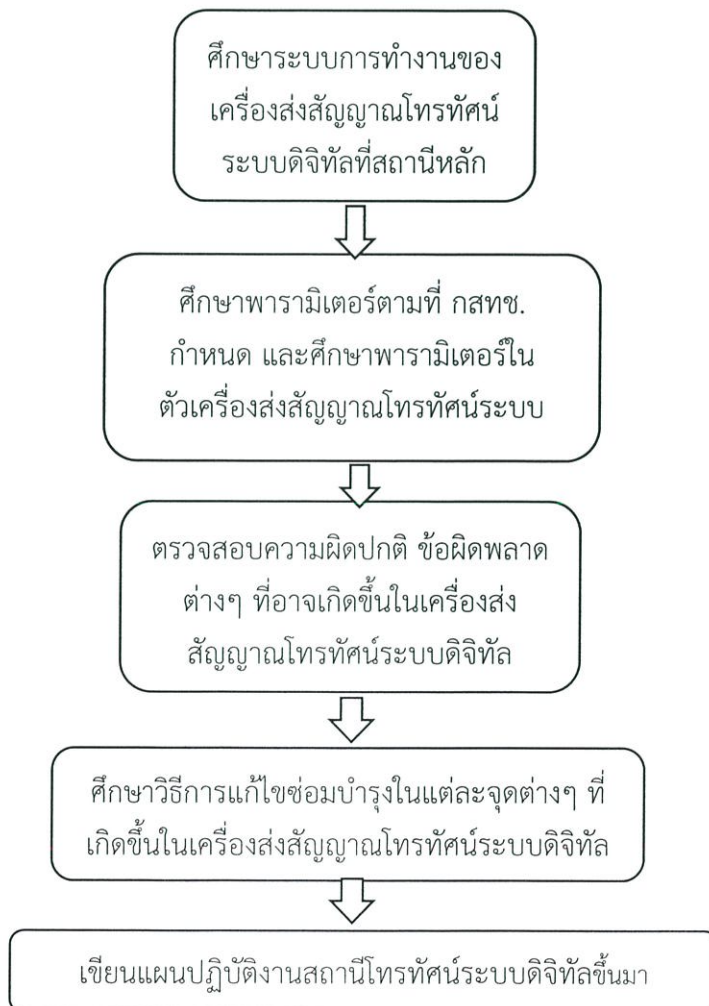 ศึกษาระบบการทำงานของ
เครื่องส่งสัญญาณโทรทัศน์
ระบบดิจิทัลที่สถานีหลัก
ศึกษาพารามิเตอร์ตามที่ กสทช.
กำหนด และศึกษาพารามิเตอร์ใน
ตัวเครื่องส่งสัญญาณโทรทัศน์ระบบ
ตรวจสอบความผิดปกติ ข้อผิดพลาด
ต่างๆ ที่อาจเกิดขึ้นในเครื่องส่ง
สัญญาณโทรทัศน์ระบบดิจิทัล
ศึกษาวิธีการแก้ไขซ่อมบำรุงในแต่ละจุดต่างๆ ที่
เกิดขึ้นในเครื่องส่งสัญญาณโทรทัศน์ระบบดิจิทัล
เขียนแผนปฏิบัติงานสถานีโทรทัศน์ระบบดิจิทัลขึ้นมา